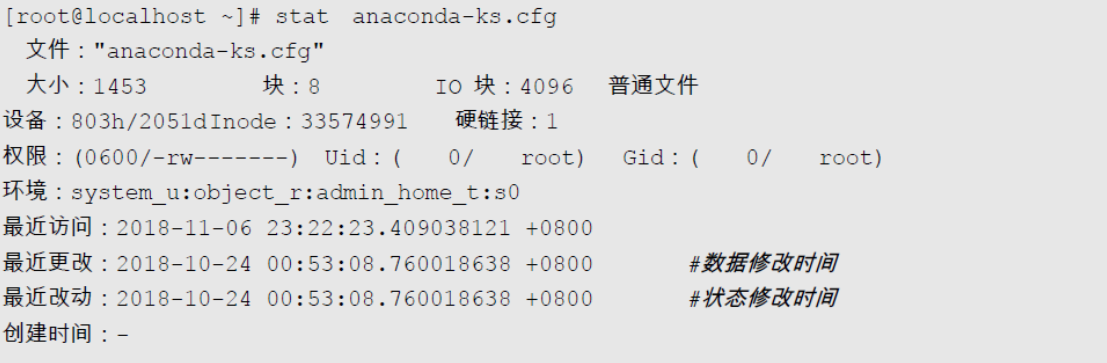 [root@localhost ~]# stat anaconda-ks.cfg
文件："anaconda-ks.cfg"
大小：1453 块：8 IO 块：4096 普通文件
设备：803h/2051dInode：33574991 硬链接：1
权限：(0600/-rw-------) Uid：( 0/ root) Gid：( 0/ root)
环境：system_u:object_r:admin_home_t:s0
最近访问：2018-11-06 23:22:23.409038121 +0800
最近更改：2018-10-24 00:53:08.760018638 +0800 #数据修改时间
最近改动：2018-10-24 00:53:08.760018638 +0800 #状态修改时间
创建时间：-